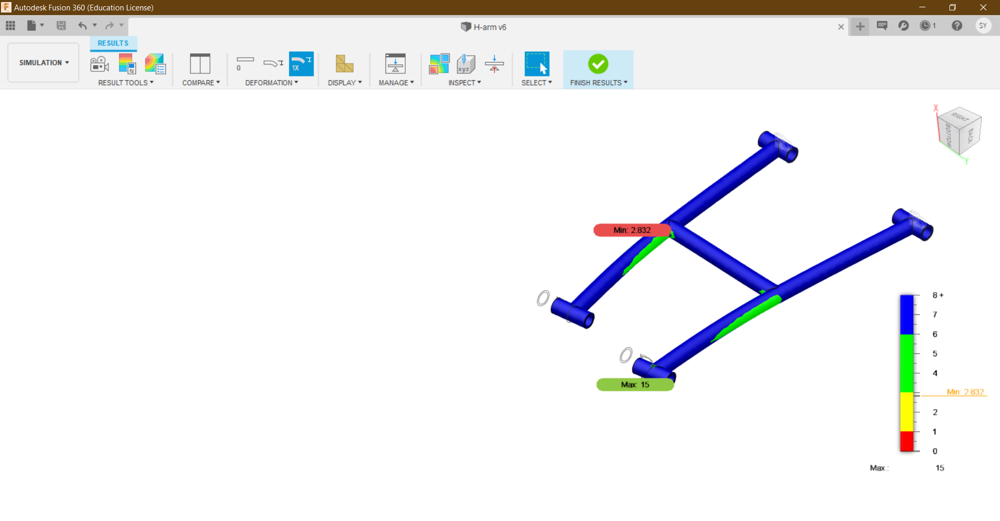 Autodesk Fusion 360 (Education License)
H-arm v6
1
SY
RESULTS
SIMULATION
0
1X
xyz
RESULT TOOLS
COMPARE
DEFORMATION
DISPLAY
MANAGE
INSPECT
SELECT
FINISH RESULTS
X
RIGHT
BOTTOM
BACK
Y
Min: 2.832
Max: 15
8 +
7
6
5
4
Min: 2.832
2
1
0
Max.: 15